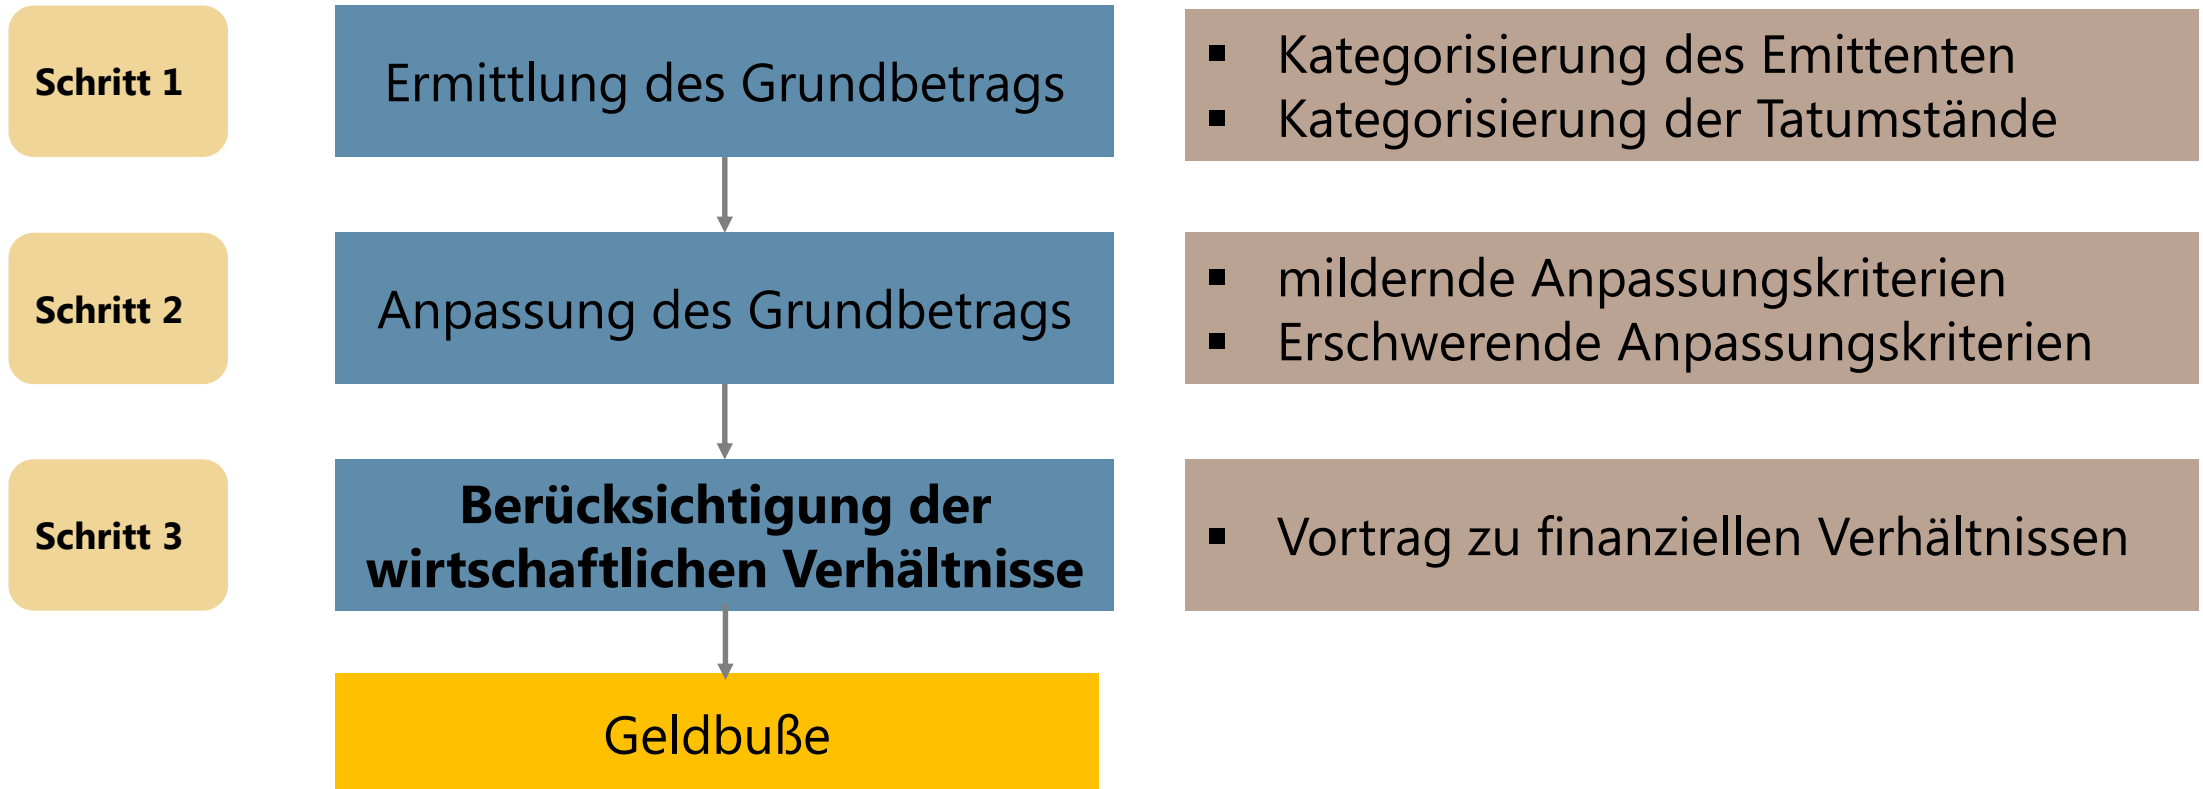 Schritt 1
Ermittlung des Grundbetrags
▪ Kategorisierung des Emittenten
▪ Kategorisierung der Tatumstände
Schritt 2
Anpassung des Grundbetrags
▪ mildernde Anpassungskriterien
▪ Erschwerende Anpassungskriterien
Schritt 3
Berücksichtigung der
wirtschaftlichen Verhältnisse
▪ Vortrag zu finanziellen Verhältnissen
Geldbuße